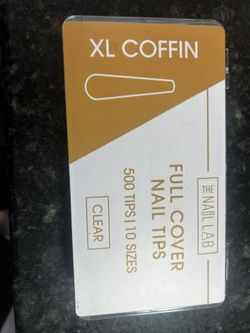 XL COFFIN
THE NAIL LAB
FULL COVER
NAIL TIPS
500 TIPS | 10 SIZES
CLEAR